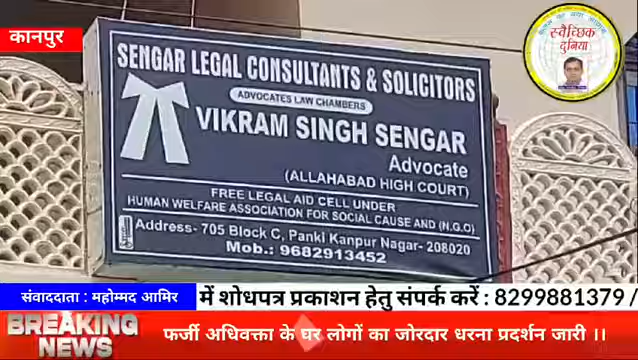 कानपुर
स्वैच्छिक
दुनिया
SENGAR LEGAL CONSULTANTS & SOLICITORS
ADVOCATES LAW CHAMBERS
VIKRAM SINGH SENGAR
Advocate
(ALLAHABAD HIGH COURT)
FREE LEGAL AID CELL UNDER
HUMAN WELFARE ASSOCIATION FOR SOCIAL CAUSE AND (N.G.O)
Address- 705 Block C, Panki Kanpur Nagar- 208020
Mob.: 9682913452
संवाददाता : महोम्मद आमिर
में शोधपत्र प्रकाशन हेतु संपर्क करें : 8299881379 /
BREAKING
NEWS
फर्जी अधिवक्ता के घर लोगों का जोरदार धरना प्रदर्शन जारी ।।